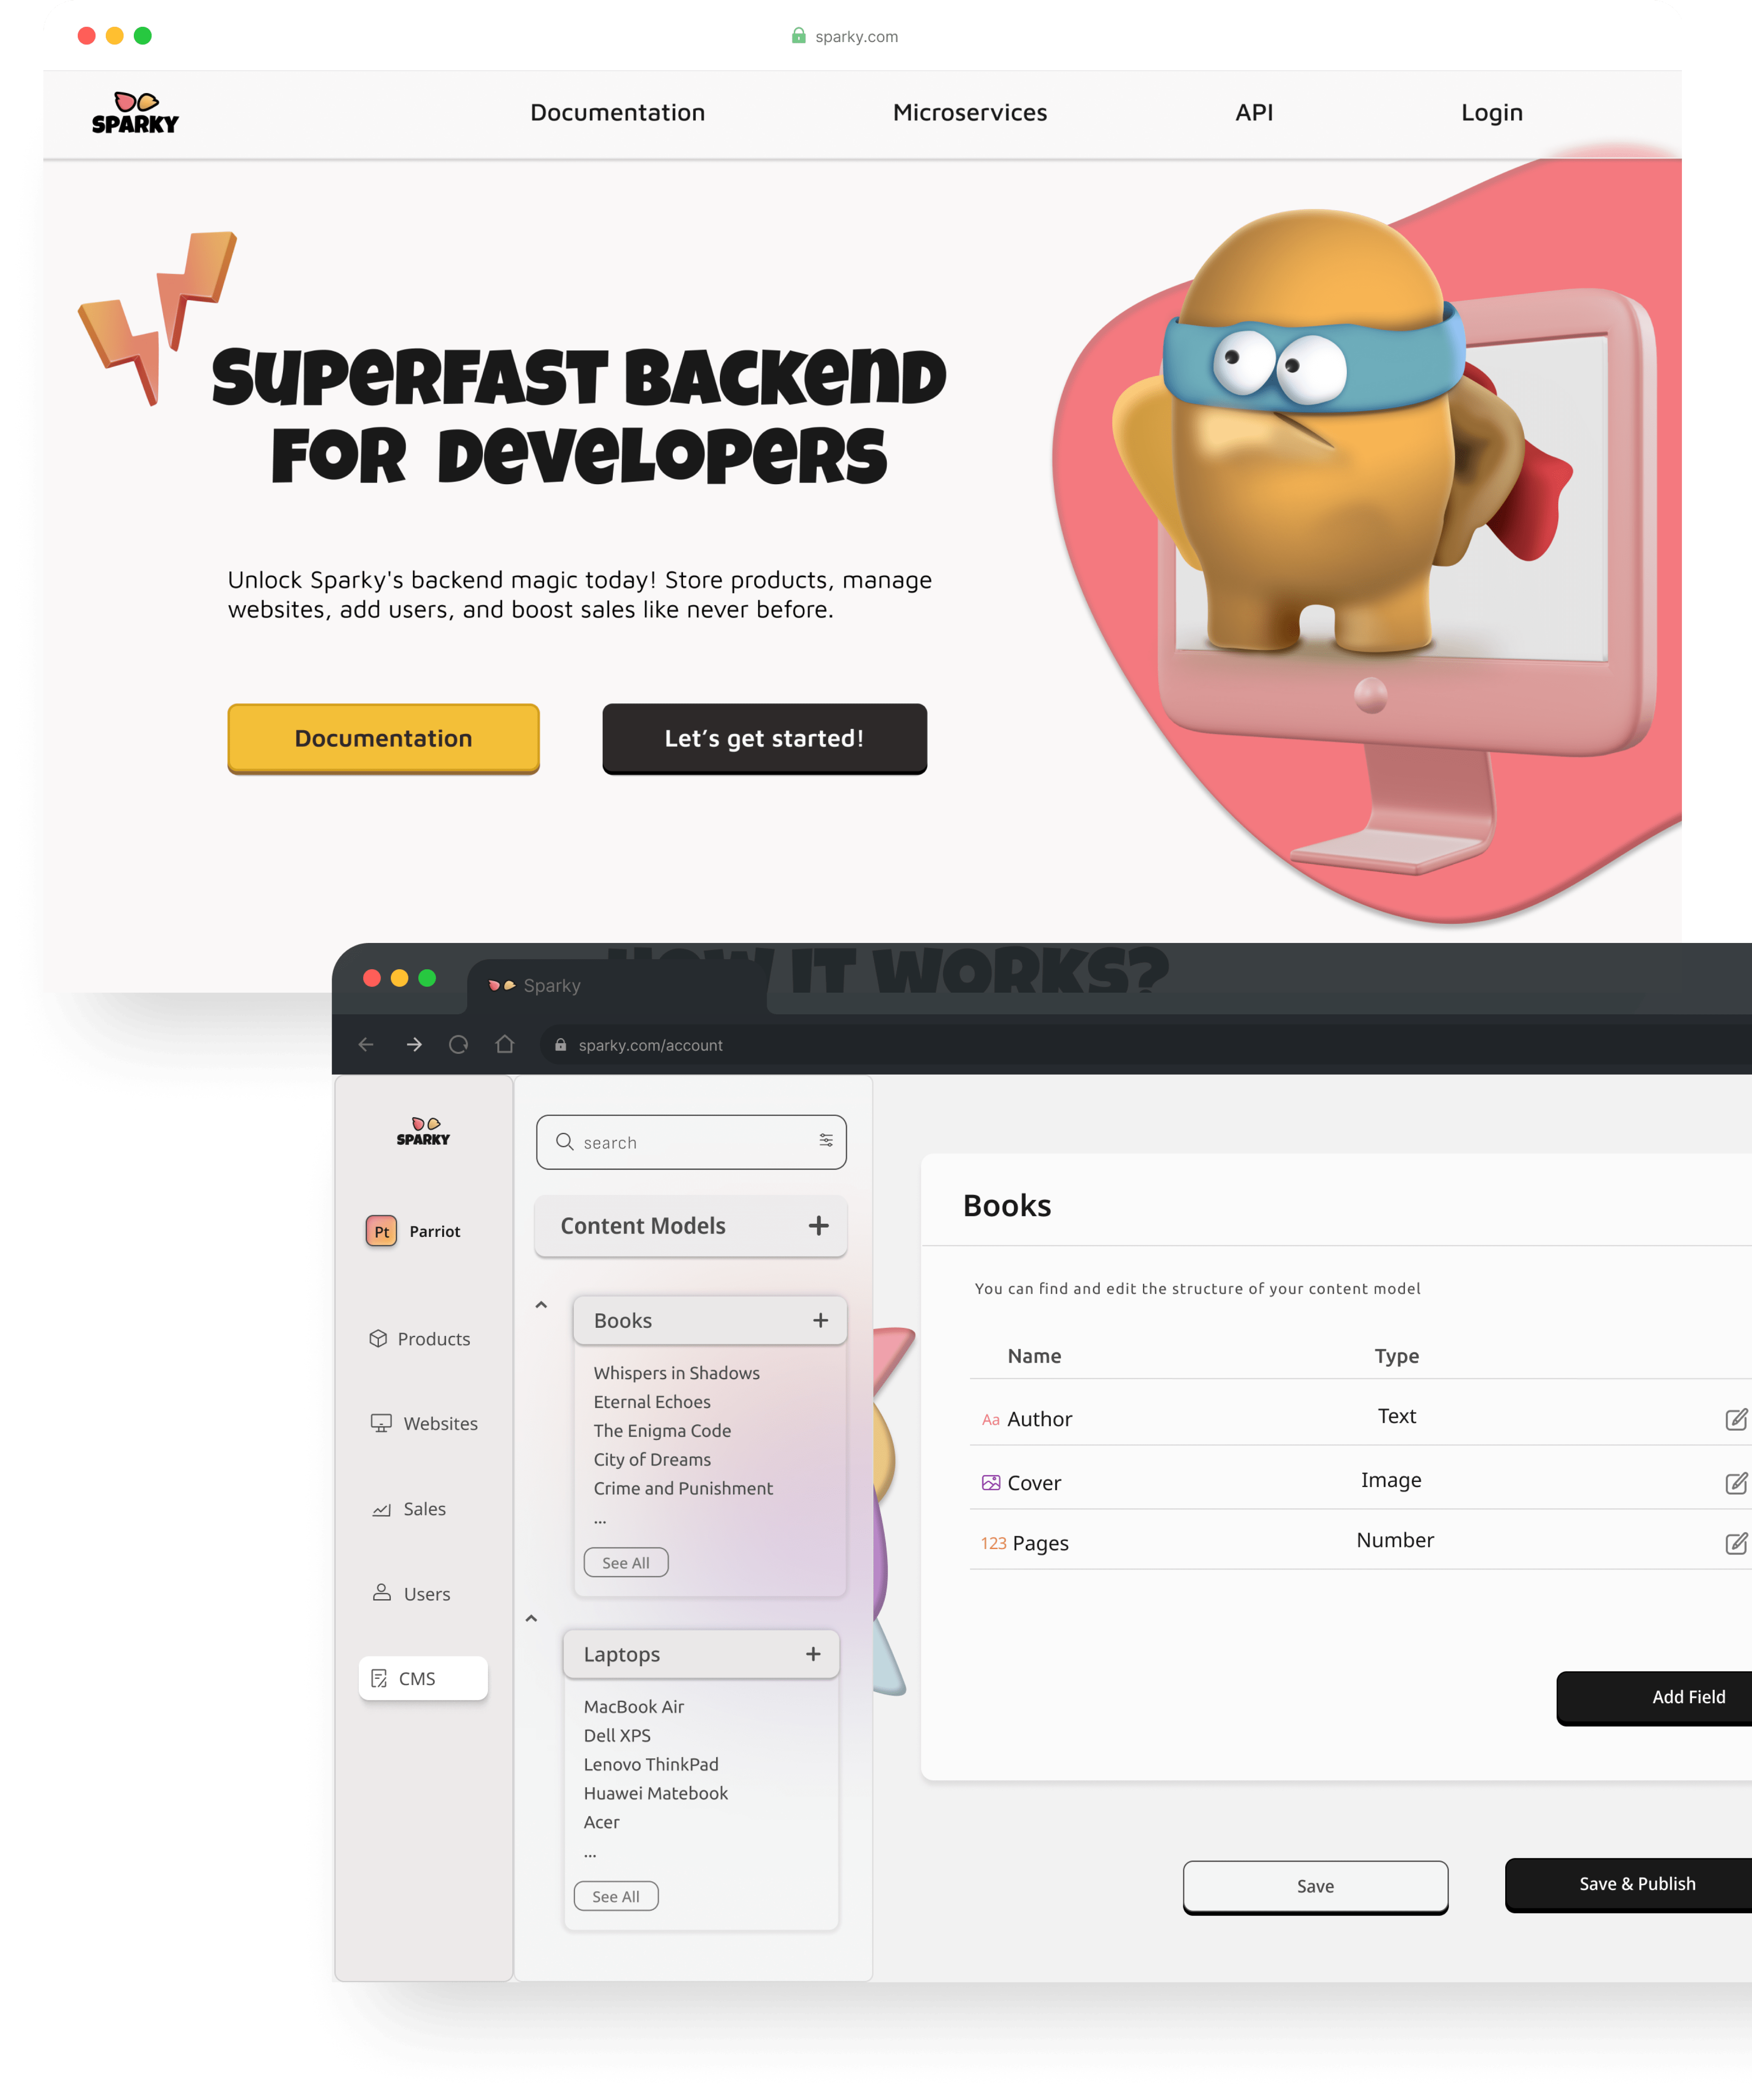 sparky.com
SPARKY
Documentation
Microservices
API
Login
SUPERFAST BACKEND
FOR DEVELOPERS
Unlock Sparky's backend magic today! Store products, manage
websites, add users, and boost sales like never before.
Documentation
Let’s get started!
HOW IT WORKS?
Sparky
sparky.com/account
SPARKY
Pt Parriot
Products
Websites
Sales
Users
CMS
search
Content Models +
Books +
Whispers in Shadows
Eternal Echoes
The Enigma Code
City of Dreams
Crime and Punishment
...
See All
Laptops +
MacBook Air
Dell XPS
Lenovo ThinkPad
Huawei Matebook
Acer
...
See All
Books
You can find and edit the structure of your content model
Name Type
Aa Author Text
Cover Image
123 Pages Number
Add Field
Save
Save & Publish